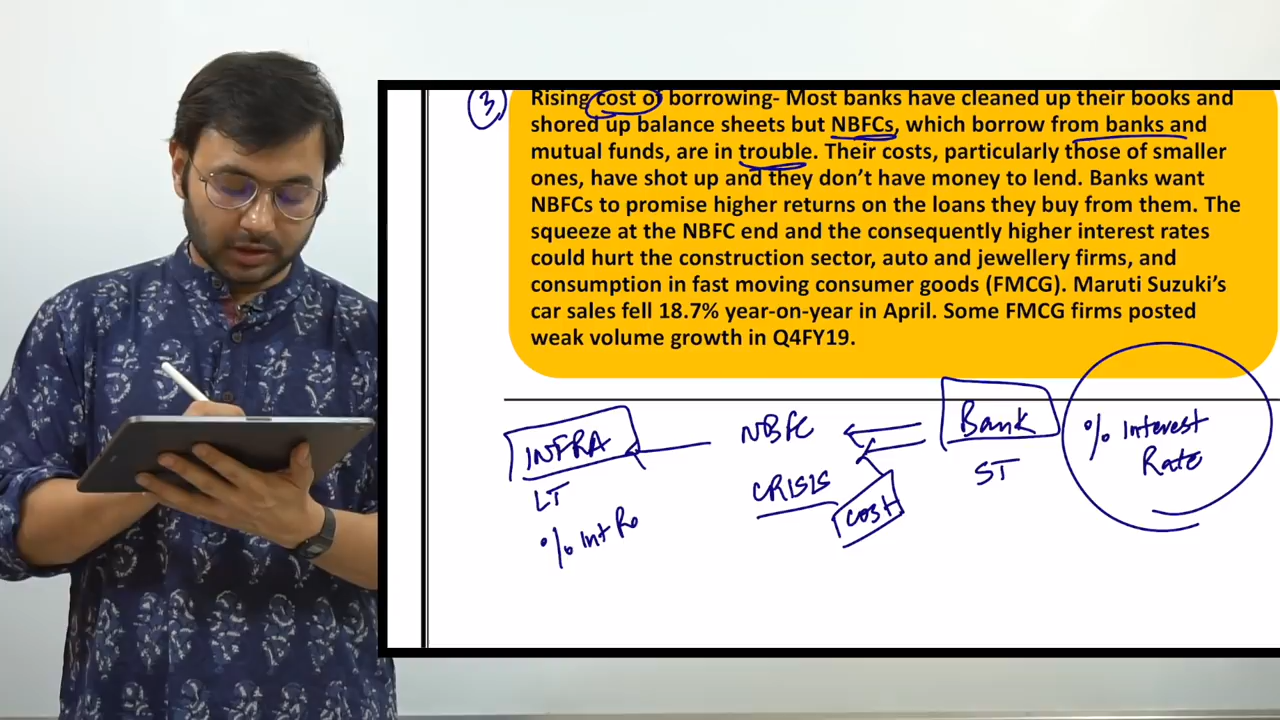 3
Rising cost of borrowing- Most banks have cleaned up their books and
shored up balance sheets but NBFCs, which borrow from banks and
mutual funds, are in trouble. Their costs, particularly those of smaller
ones, have shot up and they don’t have money to lend. Banks want
NBFCs to promise higher returns on the loans they buy from them. The
squeeze at the NBFC end and the consequently higher interest rates
could hurt the construction sector, auto and jewellery firms, and
consumption in fast moving consumer goods (FMCG). Maruti Suzuki’s
car sales fell 18.7% year-on-year in April. Some FMCG firms posted
weak volume growth in Q4FY19.
INFRA NBFC Bank % Interest
LT CRISIS ST Rate
% Int Ra cost